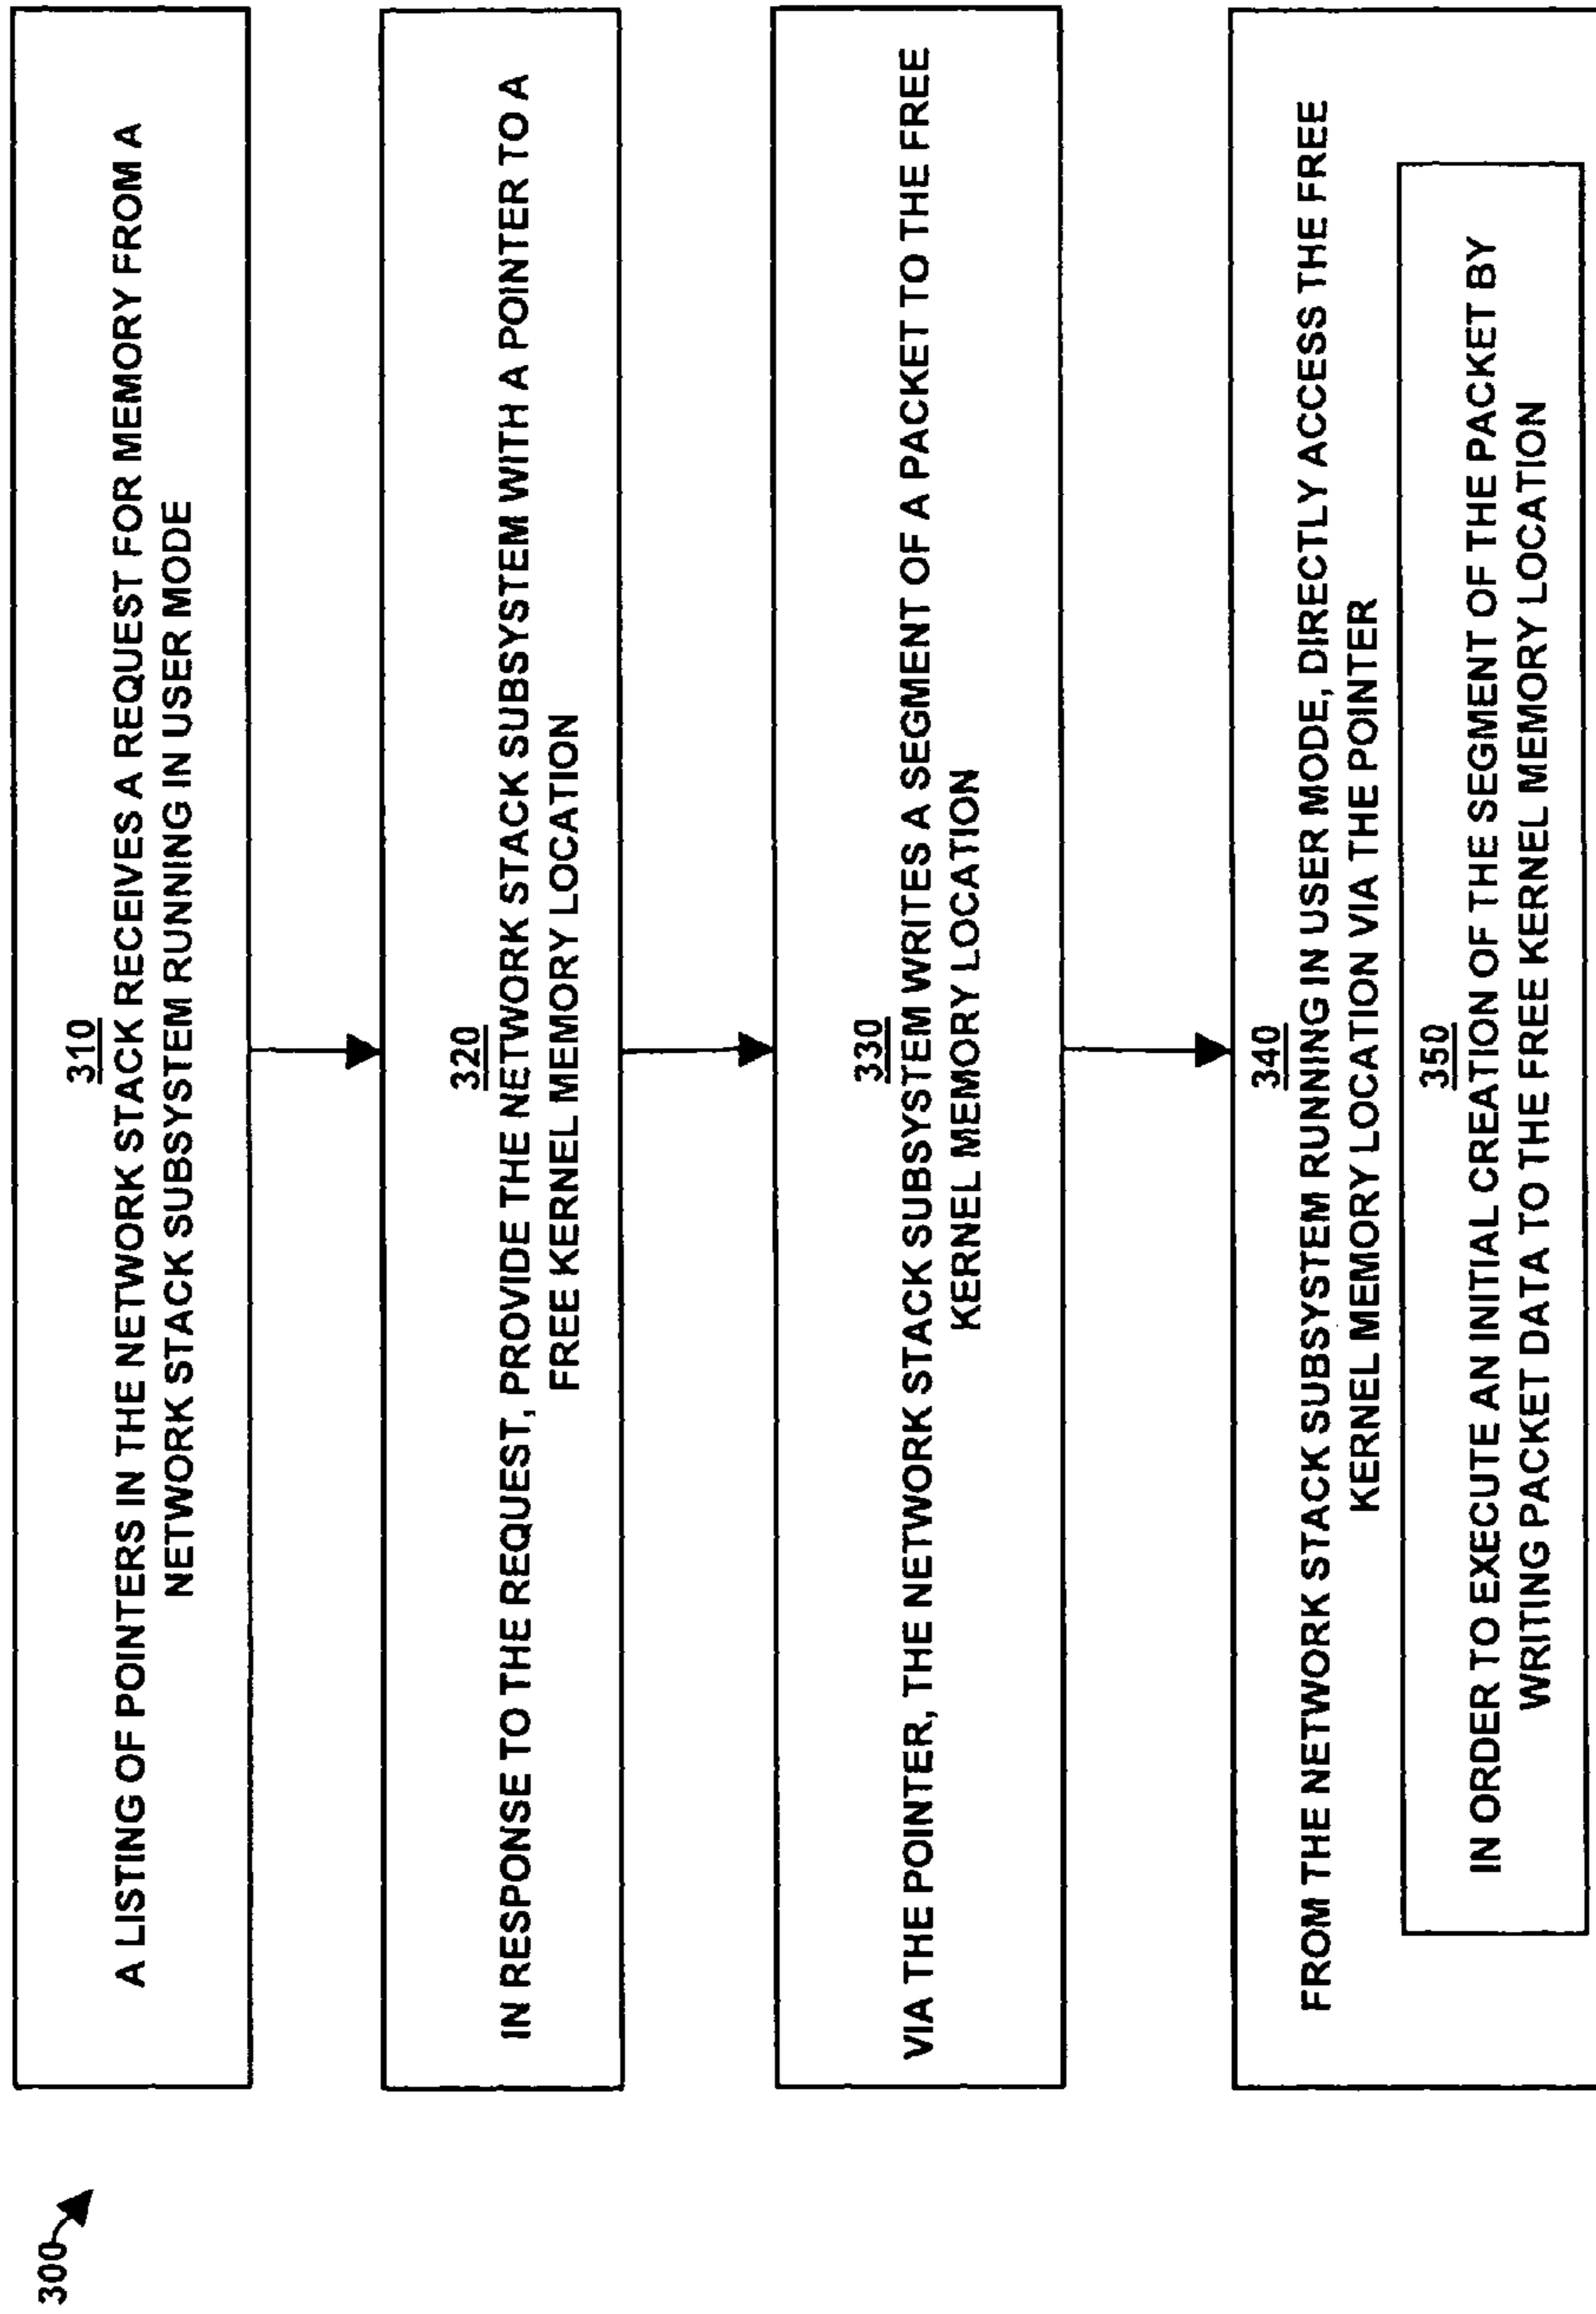 300
310
A LISTING OF POINTERS IN THE NETWORK STACK RECEIVES A REQUEST FOR MEMORY FROM A
NETWORK STACK SUBSYSTEM RUNNING IN USER MODE
320
IN RESPONSE TO THE REQUEST, PROVIDE THE NETWORK STACK SUBSYSTEM WITH A POINTER TO A
FREE KERNEL MEMORY LOCATION
330
VIA THE POINTER, THE NETWORK STACK SUBSYSTEM WRITES A SEGMENT OF A PACKET TO THE FREE
KERNEL MEMORY LOCATION
340
FROM THE NETWORK STACK SUBSYSTEM RUNNING IN USER MODE, DIRECTLY ACCESS THE FREE
KERNEL MEMORY LOCATION VIA THE POINTER
350
IN ORDER TO EXECUTE AN INITIAL CREATION OF THE SEGMENT OF THE PACKET BY
WRITING PACKET DATA TO THE FREE KERNEL MEMORY LOCATION